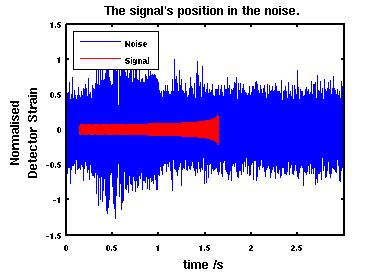 The signal's position in the noise.
Normalised
Detector Strain
1.5
1
0.5
0
-0.5
-1
-1.5
Noise
Signal
0
0.5
1
1.5
2
2.5
time /s